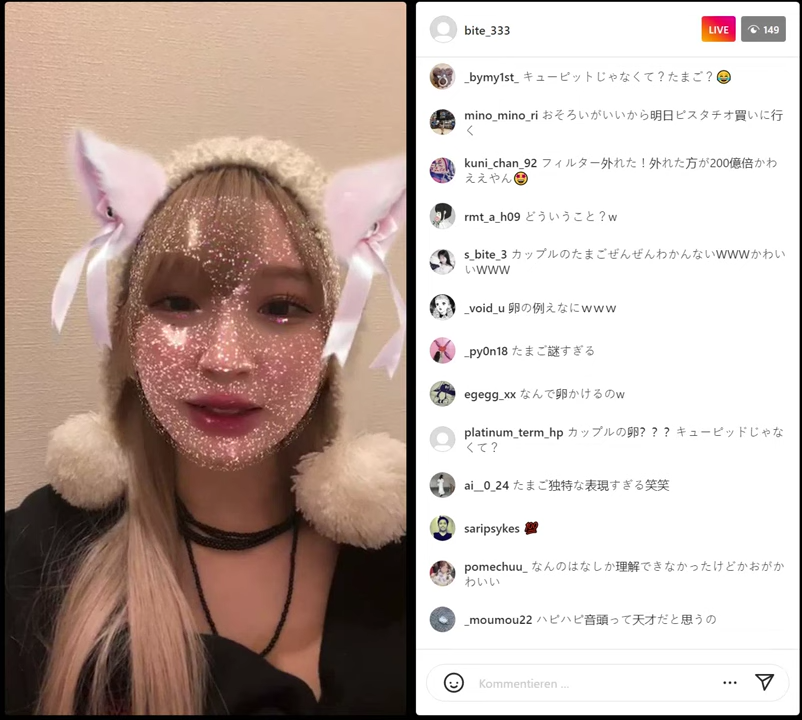 bite_333
LIVE
149
_bymy1st_ キューピットじゃなくて？たまご？😂
mino_mino_ri おそろいがいいから明日ピスタチオ買いに行
く
kuni_chan_92 フィルター外れた！外れた方が200億倍かわ
ええやん🤩
rmt_a_h09 どういうこと？w
s_bite_3 カップルのたまごぜんぜんわかんないWWWかわい
いWWW
_void_u 卵の例えなにｗｗｗ
_py0n18 たまご謎すぎる
egegg_xx なんで卵かけるのw
platinum_term_hp カップルの卵？？？ キューピッドじゃな
くて？
ai__0_24 たまご独特な表現すぎる笑笑
saripsykes
pomechuu_ なんのはなしか理解できなかったけどかおがか
わいい
_moumou22 ハピハピ音頭って天才だと思うの
Kommentieren ...